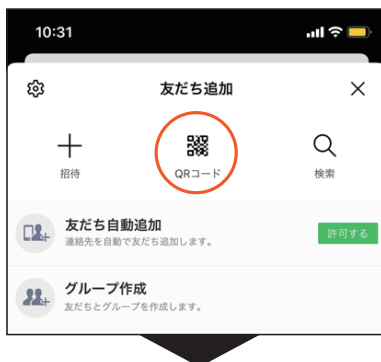 10:31
友だち追加
招待
QRコード
検索
友だち自動追加
連絡先を自動で友だち追加します。
許可する
グループ作成
友だちとグループを作成します。